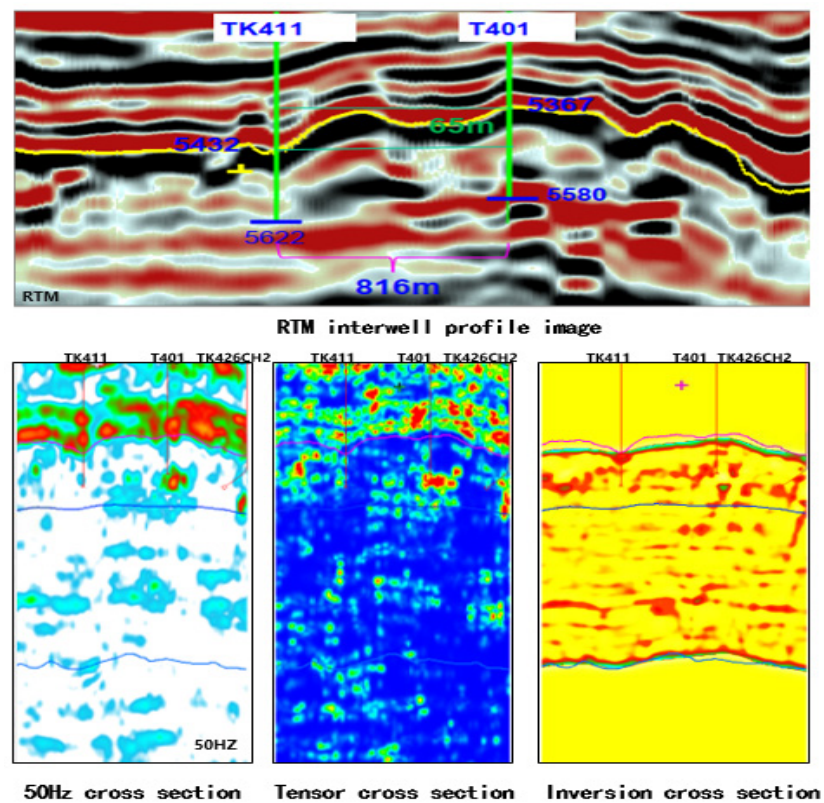 TK411 T401
5432 65m 5367
5580
5622
816m
RTM
RTM interwell profile image
TK411 T401 TK426CH2 TK411 T401 TK426CH2 TK411 T401 TK426CH2
50HZ
50Hz cross section Tensor cross section Inversion cross section